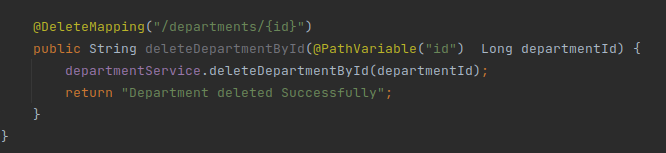 @DeleteMapping("/departments/{id}")
public String deleteDepartmentById(@PathVariable("id")  Long departmentId) {
departmentService.deleteDepartmentById(departmentId);
return "Department deleted Successfully";
}
}